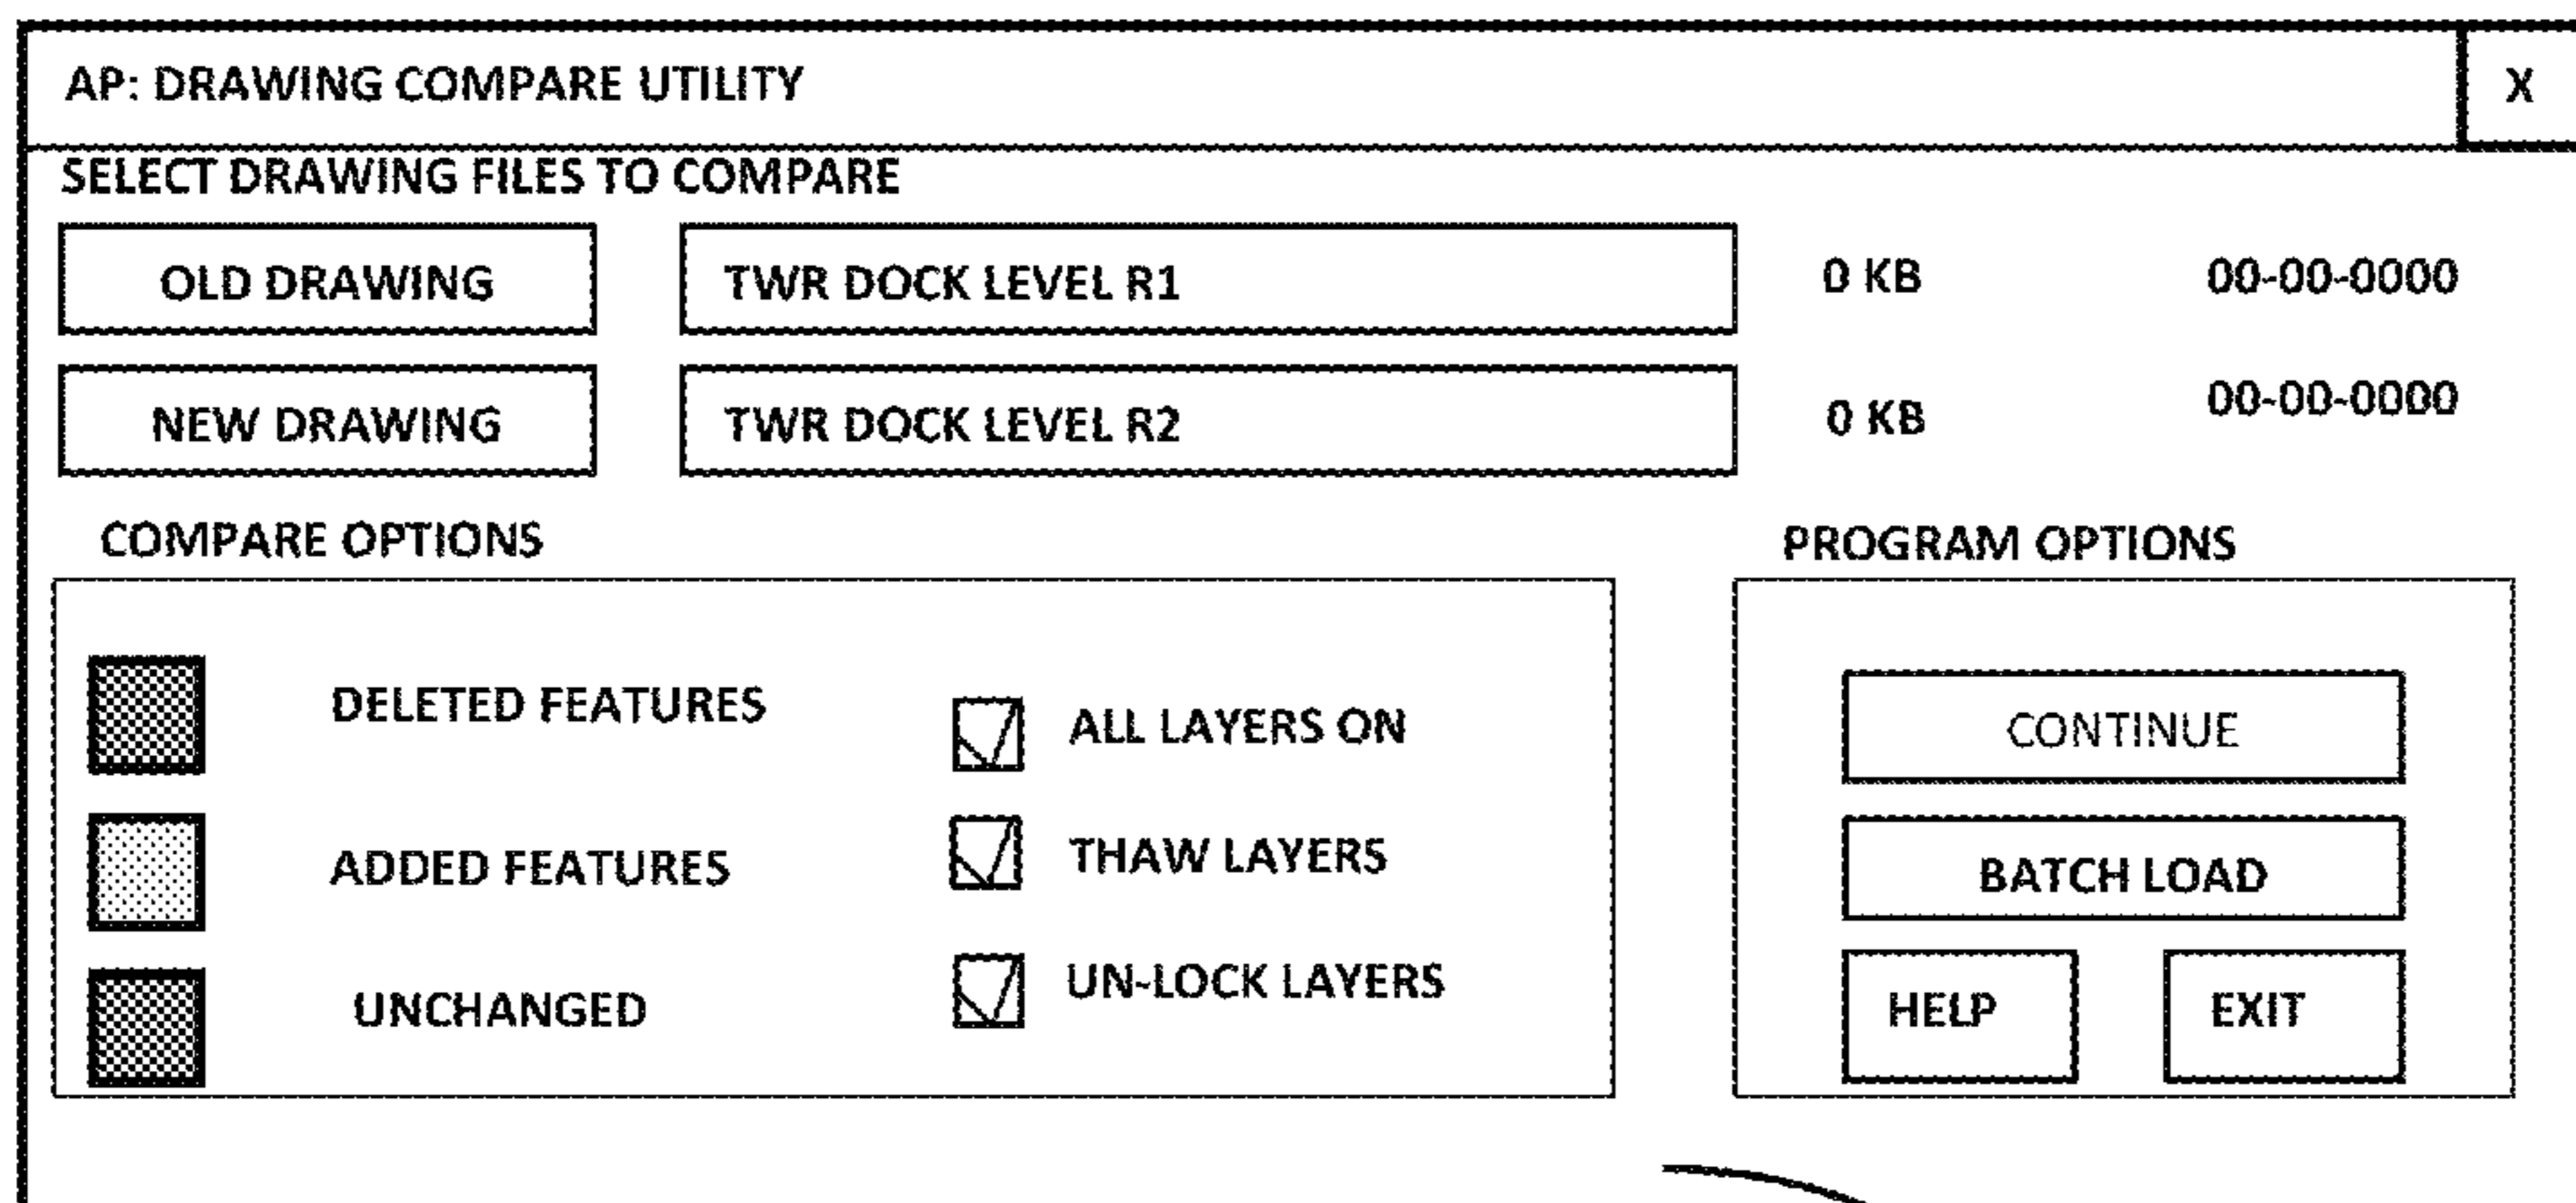 AP: DRAWING COMPARE UTILITY X
SELECT DRAWING FILES TO COMPARE
OLD DRAWING TWR DOCK LEVEL R1 0 KB 00-00-0000
NEW DRAWING TWR DOCK LEVEL R2 0 KB 00-00-0000
COMPARE OPTIONS
DELETED FEATURES ALL LAYERS ON
ADDED FEATURES THAW LAYERS
UNCHANGED UN-LOCK LAYERS
PROGRAM OPTIONS
CONTINUE
BATCH LOAD
HELP EXIT